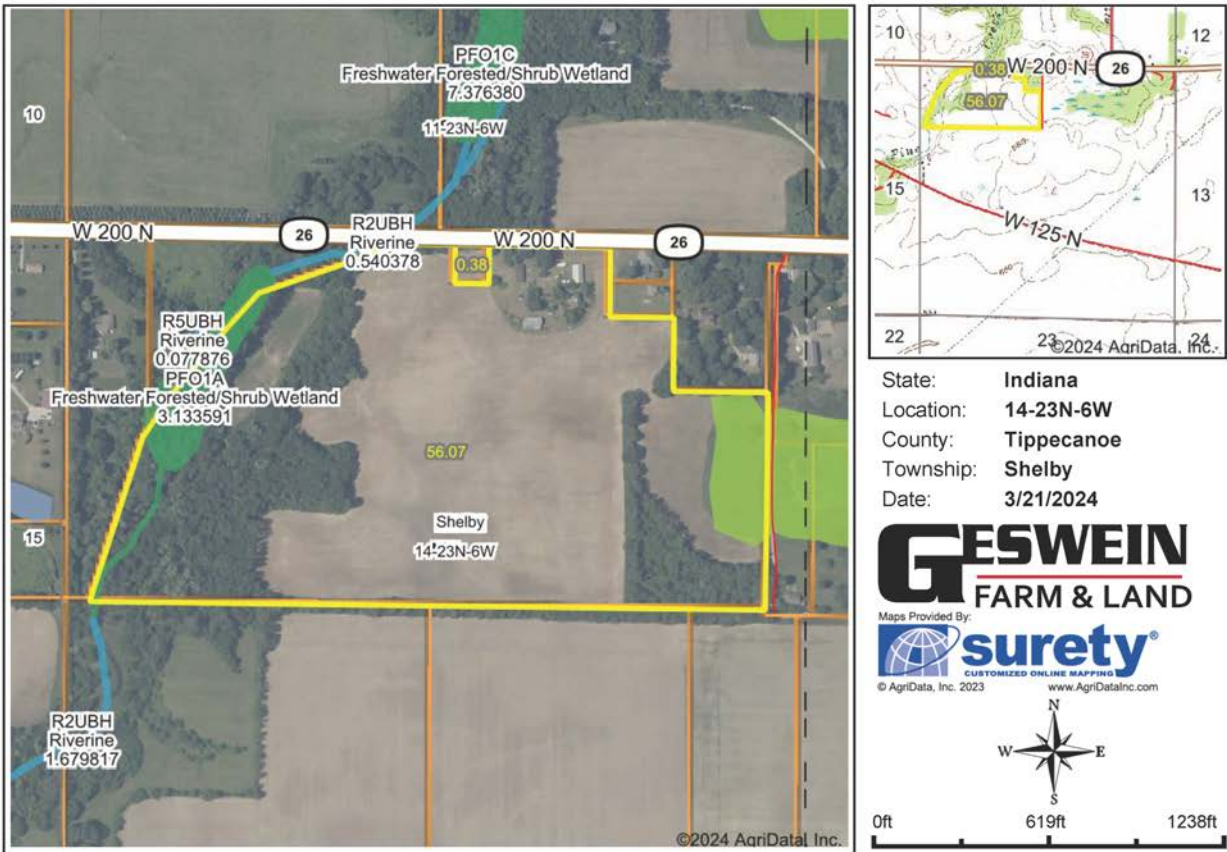 PFO1C
Freshwater Forested/Shrub Wetland
7.376380
10
11-23N-6W
W 200 N
26
R2UBH
Riverine
0.540378
W 200 N
26
0.38
R5UBH
Riverine
0.077876
PFO1A
Freshwater Forested/Shrub Wetland
3.133591
56.07
Shelby
14-23N-6W
15
R2UBH
Riverine
1.679817
©2024 AgriData, Inc.
10
12
0.38
W 200 N
26
56.07
680
15
13
W 125 N
680
22
23
24
©2024 AgriData, Inc.
State: Indiana
Location: 14-23N-6W
County: Tippecanoe
Township: Shelby
Date: 3/21/2024
GESWEIN
FARM & LAND
Maps Provided By:
surety®
CUSTOMIZED ONLINE MAPPING
© AgriData, Inc. 2023 www.AgriDataInc.com
N
W E
S
0ft 619ft 1238ft